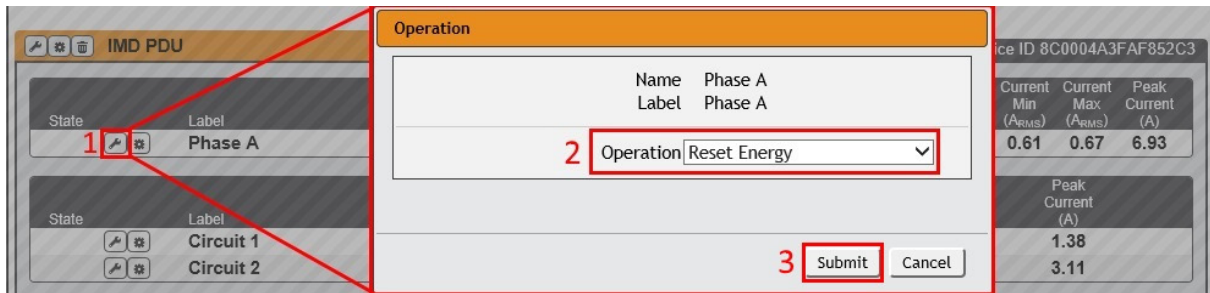 Operation
IMD PDU
ice ID 8C0004A3FAF852C3
Name Phase A
Label Phase A
Current Min (ARMS) Current Max (ARMS) Peak Current (A)
State Label
1 Phase A 0.61 0.67 6.93
2 Operation Reset Energy
Peak Current (A)
State Label
Circuit 1 1.38
Circuit 2 3.11
3 Submit Cancel